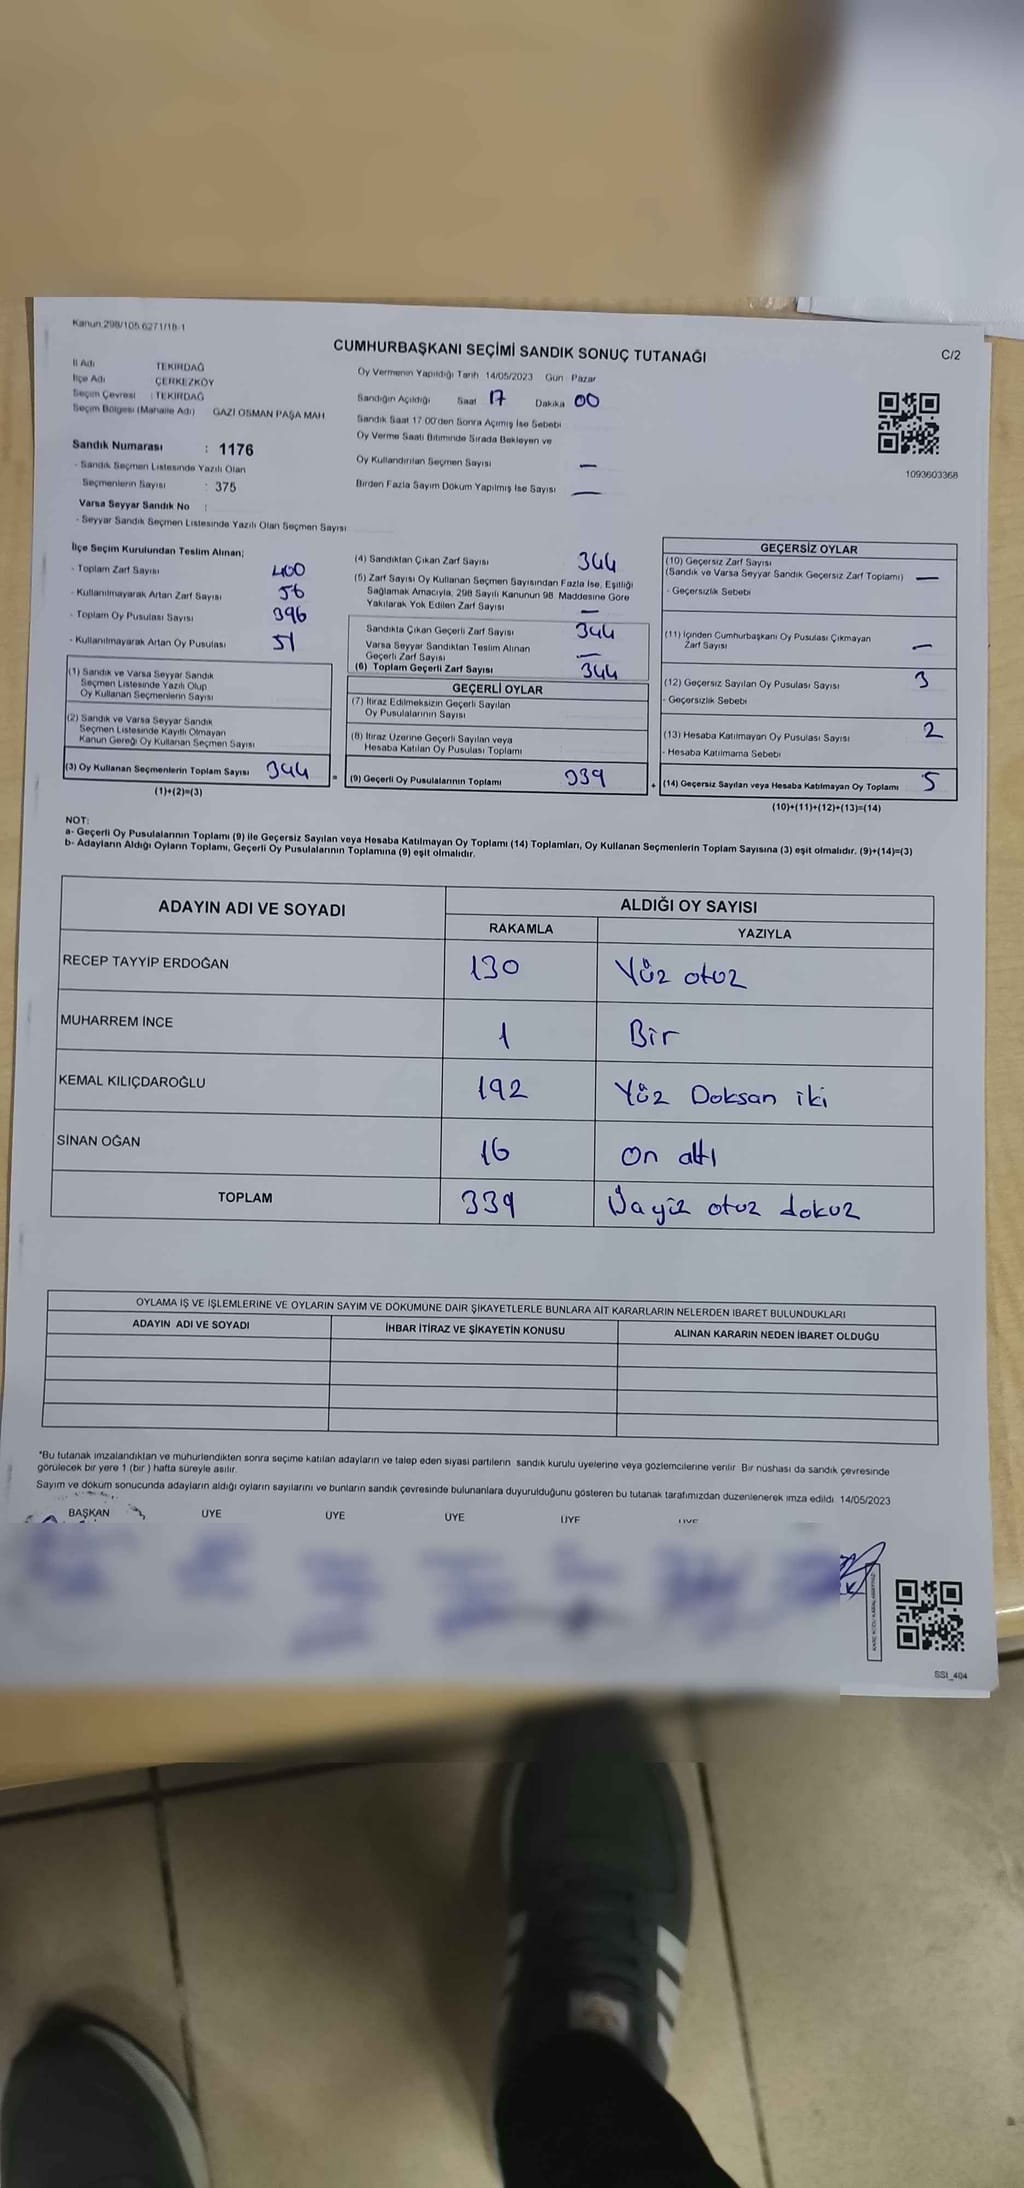 Kanun:298/105.6271/18-1
CUMHURBAŞKANI SEÇİMİ SANDIK SONUÇ TUTANAĞI
C/2
İl Adı TEKİRDAĞ
İlçe Adı ÇERKEZKÖY
Seçim Çevresi : TEKİRDAĞ
Seçim Bölgesi (Mahalle Adı) GAZİ OSMAN PAŞA MAH
Oy Vermenin Yapıldığı Tarih 14/05/2023 Gün Pazar
Sandığın Açıldığı Saat 17 Dakika 00
Sandık Saat 17:00'den Sonra Açımış İse Sebebi
Oy Verme Saati Bitiminde Sırada Bekleyen ve
Oy Kullandırılan Seçmen Sayısı —
Birden Fazla Sayım Döküm Yapılmış İse Sayısı —
1093603368
Sandık Numarası : 1176
- Sandık Seçmen Listesinde Yazılı Olan
Seçmenlerin Sayısı : 375
Varsa Seyyar Sandık No :
- Seyyar Sandık Seçmen Listesinde Yazılı Olan Seçmen Sayısı
İlçe Seçim Kurulundan Teslim Alınan;
- Toplam Zarf Sayısı 400
- Kullanılmayarak Artan Zarf Sayısı 56
- Toplam Oy Pusulası Sayısı 396
- Kullanılmayarak Artan Oy Pusulası 51
(1) Sandık ve Varsa Seyyar Sandık
Seçmen Listesinde Yazılı Olup
Oy Kullanan Seçmenlerin Sayısı
(2) Sandık ve Varsa Seyyar Sandık
Seçmen Listesinde Kayıtlı Olmayan
Kanun Gereği Oy Kullanan Seçmen Sayısı
(3) Oy Kullanan Seçmenlerin Toplam Sayısı 344
(1)+(2)=(3)
(4) Sandıktan Çıkan Zarf Sayısı 344
(5) Zarf Sayısı Oy Kullanan Seçmen Sayısından Fazla İse, Eşitliği
Sağlamak Amacıyla, 298 Sayılı Kanunun 98. Maddesine Göre
Yakılarak Yok Edilen Zarf Sayısı —
Sandıkta Çıkan Geçerli Zarf Sayısı 344
Varsa Seyyar Sandıktan Teslim Alınan
Geçerli Zarf Sayısı —
(6) Toplam Geçerli Zarf Sayısı 344
GEÇERLİ OYLAR
(7) İtiraz Edilmeksizin Geçerli Sayılan
Oy Pusulalarının Sayısı
(8) İtiraz Üzerine Geçerli Sayılan veya
Hesaba Katılan Oy Pusulası Toplamı
= (9) Geçerli Oy Pusulalarının Toplamı 339
GEÇERSİZ OYLAR
(10) Geçersiz Zarf Sayısı
(Sandık ve Varsa Seyyar Sandık Geçersiz Zarf Toplamı) —
- Geçersizlik Sebebi
(11) İçinden Cumhurbaşkanı Oy Pusulası Çıkmayan
Zarf Sayısı —
(12) Geçersiz Sayılan Oy Pusulası Sayısı 3
- Geçersizlik Sebebi
(13) Hesaba Katılmayan Oy Pusulası Sayısı 2
- Hesaba Katılmama Sebebi
+ (14) Geçersiz Sayılan veya Hesaba Katılmayan Oy Toplamı 5
(10)+(11)+(12)+(13)=(14)
NOT:
a- Geçerli Oy Pusulalarının Toplamı (9) ile Geçersiz Sayılan veya Hesaba Katılmayan Oy Toplamı (14) Toplamları, Oy Kullanan Seçmenlerin Toplam Sayısına (3) eşit olmalıdır. (9)+(14)=(3)
b- Adayların Aldığı Oyların Toplamı, Geçerli Oy Pusulalarının Toplamına (9) eşit olmalıdır.
ADAYIN ADI VE SOYADI
ALDIĞI OY SAYISI
RAKAMLA YAZIYLA
RECEP TAYYİP ERDOĞAN 130 Yüz otuz
MUHARREM İNCE 1 Bir
KEMAL KILIÇDAROĞLU 192 Yüz Doksan iki
SİNAN OĞAN 16 on altı
TOPLAM 339 Üçyüz otuz dokuz
OYLAMA İŞ VE İŞLEMLERİNE VE OYLARIN SAYIM VE DÖKÜMÜNE DAİR ŞİKAYETLERLE BUNLARA AİT KARARLARIN NELERDEN İBARET BULUNDUKLARI
ADAYIN ADI VE SOYADI İHBAR İTİRAZ VE ŞİKAYETİN KONUSU ALINAN KARARIN NEDEN İBARET OLDUĞU
*Bu tutanak imzalandıktan ve mühürlendikten sonra seçime katılan adayların ve talep eden siyasi partilerin sandık kurulu üyelerine veya gözlemcilerine verilir. Bir nüshası da sandık çevresinde
görülecek bir yere 1 (bir ) hafta süreyle asılır.
Sayım ve döküm sonucunda adayların aldığı oyların sayılarını ve bunların sandık çevresinde bulunanlara duyurulduğunu gösteren bu tutanak tarafımızdan düzenlenerek imza edildi. 14/05/2023
BAŞKAN ÜYE ÜYE ÜYE ÜYE ÜYE
SSI_404